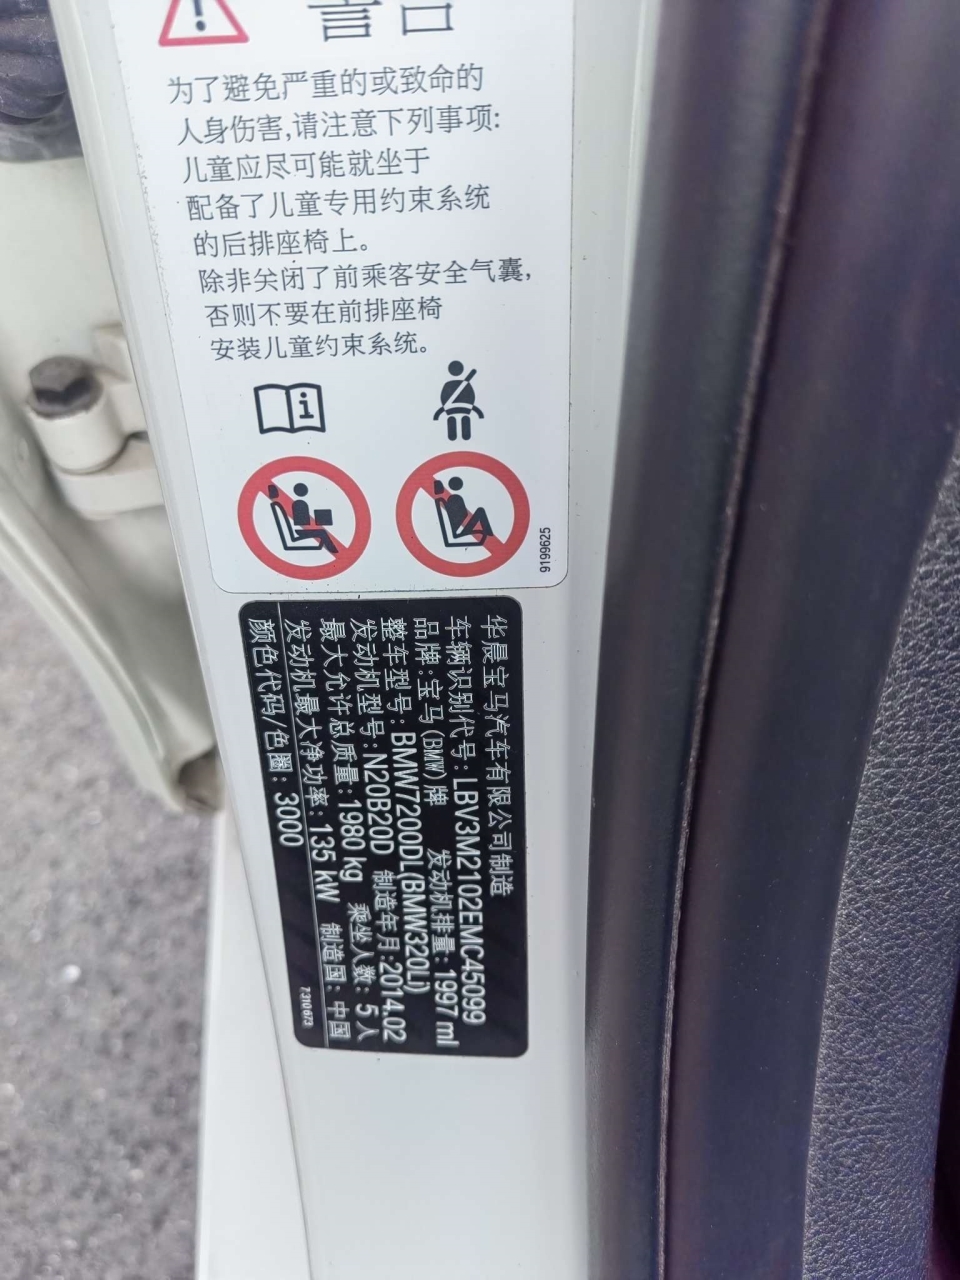 警告
为了避免严重的或致命的
人身伤害,请注意下列事项:
儿童应尽可能就坐于
配备了儿童专用约束系统
的后排座椅上。
除非关闭了前乘客安全气囊,
否则不要在前排座椅
安装儿童约束系统。
9199625
华晨宝马汽车有限公司制造
车辆识别代号: LBV3M2102EMC45099
品牌:宝马(BMW)牌 发动机排量: 1997 ml
整车型号: BMW7200DL(BMW320Li)
发动机型号: N20B20D 制造年月:2014.02
最大允许总质量: 1980 kg 乘坐人数: 5 人
发动机最大净功率: 135 kW 制造国: 中国
颜色代码/色圈: 3000
7310673